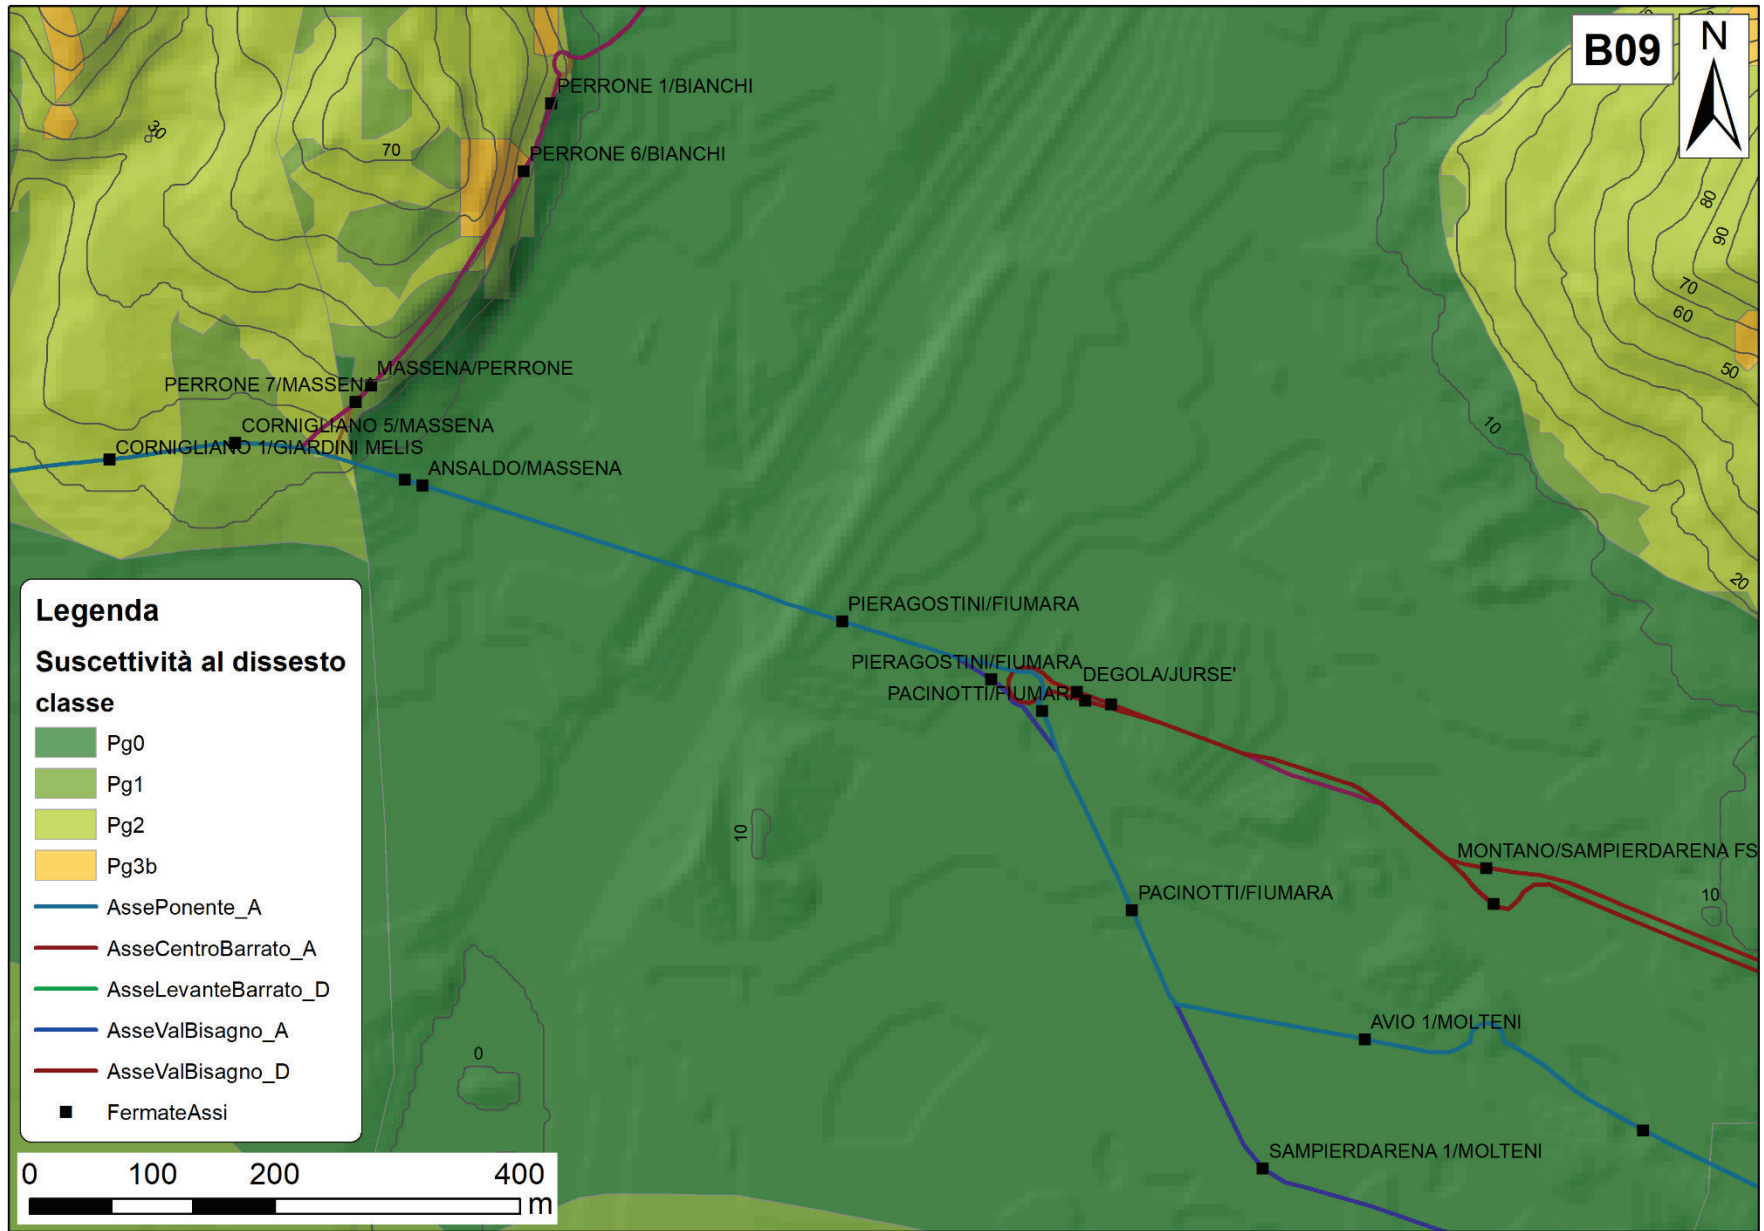 B09
N
PERRONE 1/BIANCHI
30
70
PERRONE 6/BIANCHI
80
90
70
60
50
MASSENA/PERRONE
PERRONE 7/MASSENA
10
CORNIGLIANO 5/MASSENA
CORNIGLIANO 1/GIARDINI MELIS
ANSALDO/MASSENA
20
PIERAGOSTINI/FIUMARA
PIERAGOSTINI/FIUMARA
DEGOLA/JURSE'
PACINOTTI/FIUMARA
10
MONTANO/SAMPIERDARENA FS
PACINOTTI/FIUMARA
10
AVIO 1/MOLTENI
0
SAMPIERDARENA 1/MOLTENI
Legenda
Suscettività al dissesto
classe
Pg0
Pg1
Pg2
Pg3b
AssePonente_A
AsseCentroBarrato_A
AsseLevanteBarrato_D
AsseValBisagno_A
AsseValBisagno_D
FermateAssi
0 100 200 400
m